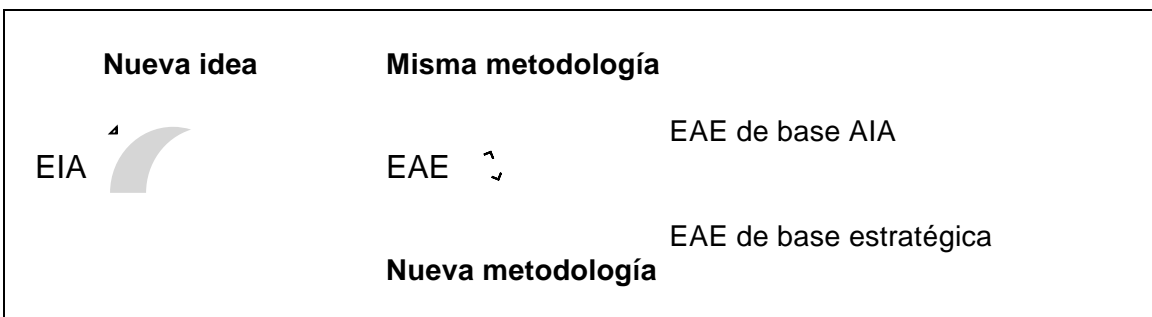 Nueva idea Misma metodología
EAE de base AIA
EIA EAE
EAE de base estratégica
Nueva metodología